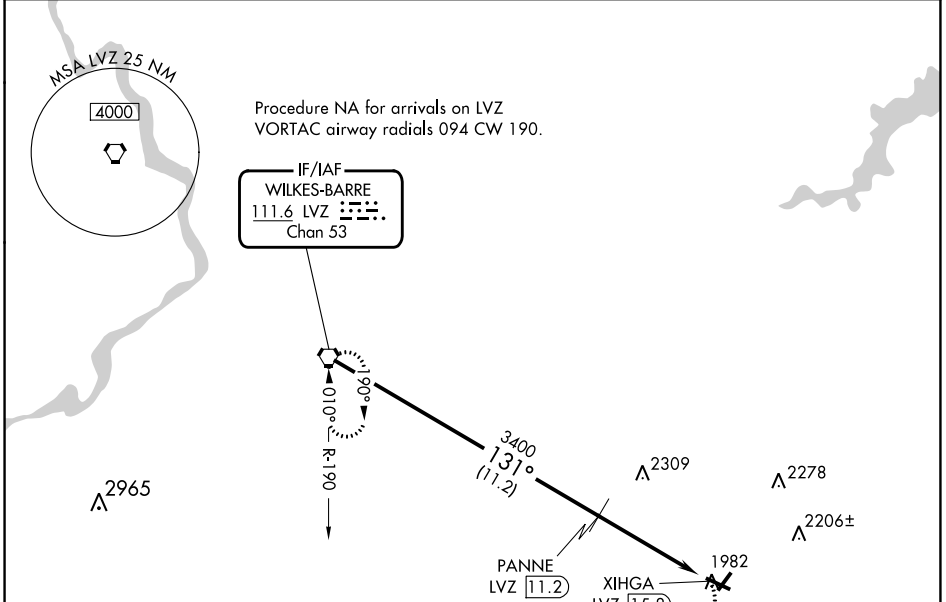 MSA LVZ 25 NM
4000
Procedure NA for arrivals on LVZ
VORTAC airway radials 094 CW 190.
IF/IAF
WILKES-BARRE
111.6 LVZ
Chan 53
190°
010°
R-190
3400
131°
(11.2)
2965
2309
2278
2206±
1982
PANNE
LVZ 11.2
XIHGA